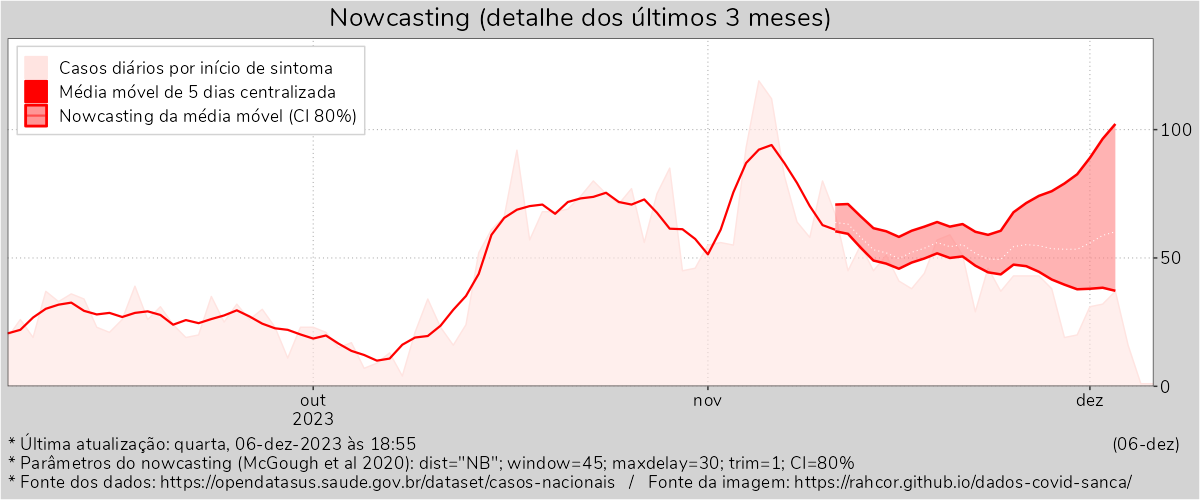 Nowcasting (detalhe dos últimos 3 meses)
Casos diários por início de sintoma
Média móvel de 5 dias centralizada
Nowcasting da média móvel (CI 80%)
100
50
0
out
2023
nov
dez
* Última atualização: quarta, 06-dez-2023 às 18:55
(06-dez)
* Parâmetros do nowcasting (McGough et al 2020): dist="NB"; window=45; maxdelay=30; trim=1; CI=80%
* Fonte dos dados: https://opendatasus.saude.gov.br/dataset/casos-nacionais / Fonte da imagem: https://rahcor.github.io/dados-covid-sanca/